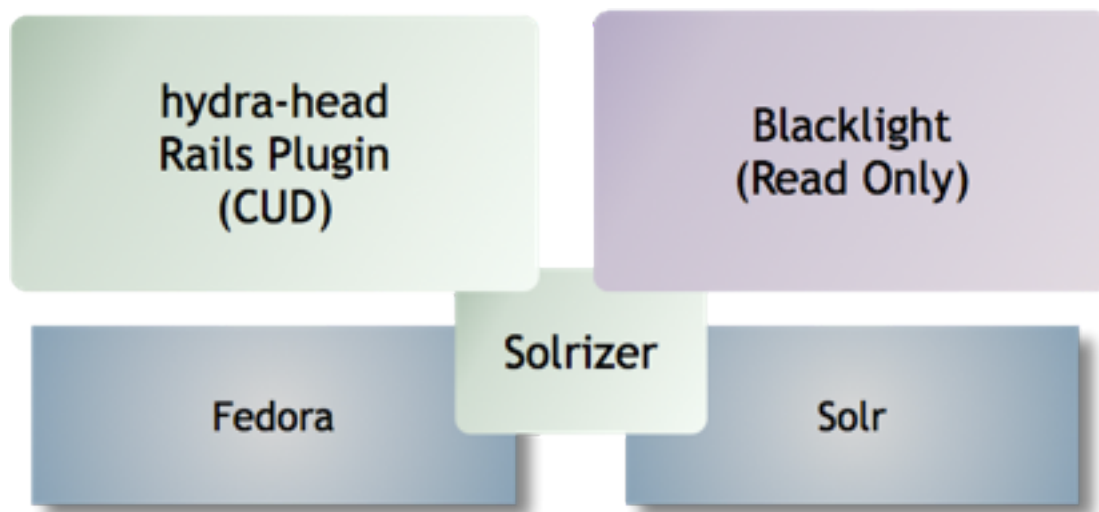 hydra-head
Rails Plugin
(CUD)
Blacklight
(Read Only)
Solrizer
Fedora
Solr